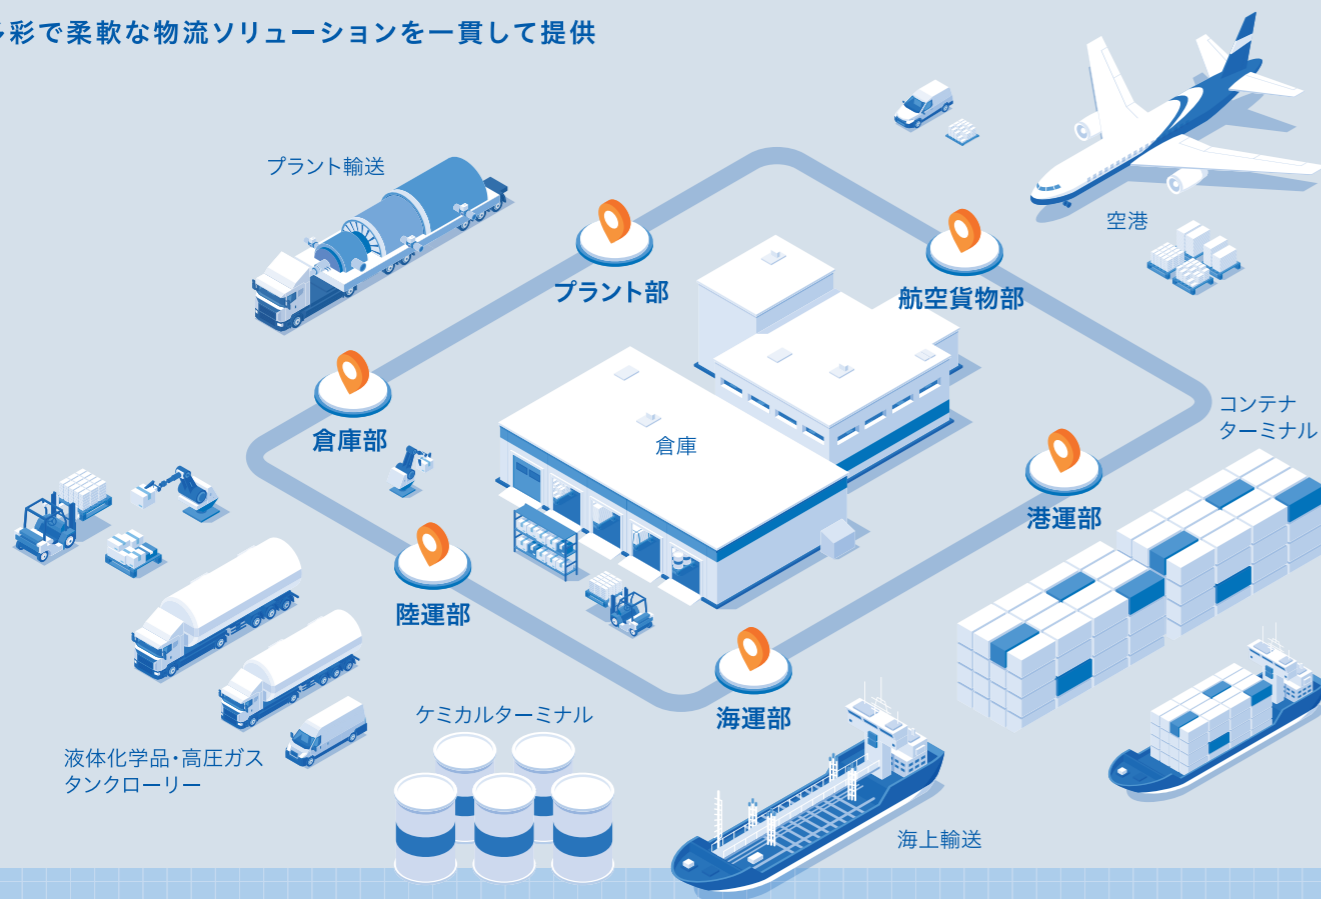 彩で柔軟な物流ソリューションを一貫して提供
プラント輸送
空港
プラント部
航空貨物部
コンテナ
ターミナル
倉庫部
倉庫
港運部
陸運部
ケミカルターミナル
海運部
液体化学品・高圧ガス
タンクローリー
海上輸送